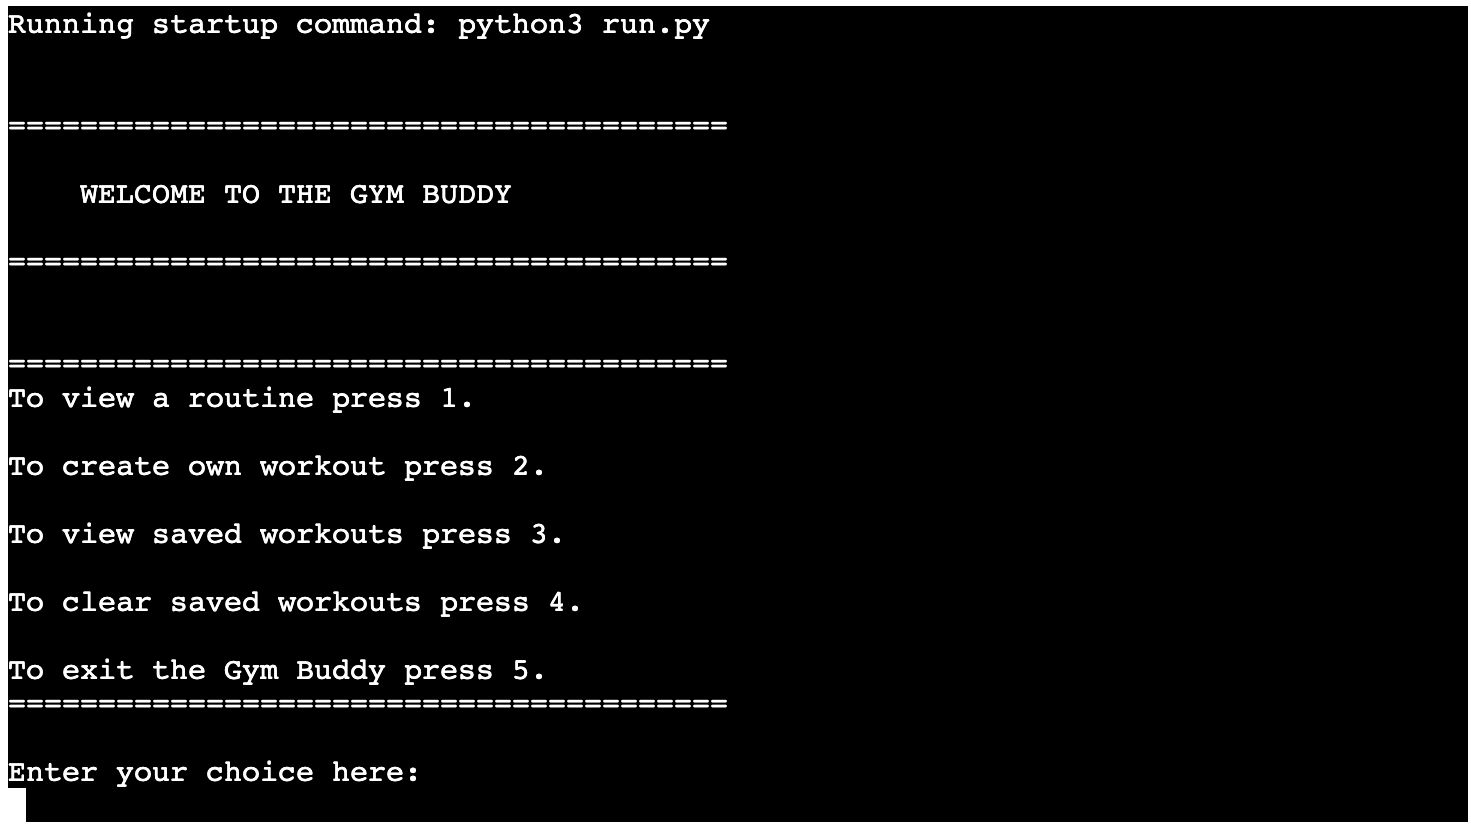 Running startup command: python3 run.py
========================================
WELCOME TO THE GYM BUDDY
========================================
========================================
To view a routine press 1.
To create own workout press 2.
To view saved workouts press 3.
To clear saved workouts press 4.
To exit the Gym Buddy press 5.
========================================
Enter your choice here: